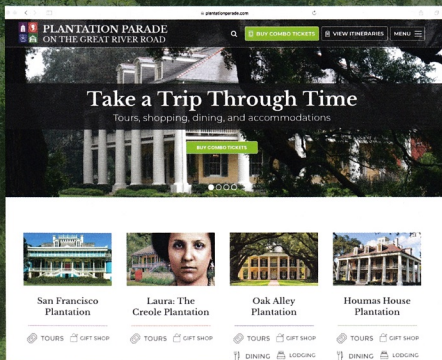 plantationparade.com
PLANTATION PARADE
ON THE GREAT RIVER ROAD
BUY COMBO TICKETS
VIEW ITINERARIES
MENU
Take a Trip Through Time
Tours, shopping, dining, and accommodations
BUY COMBO TICKETS
San Francisco
Plantation
Laura: The
Creole Plantation
Oak Alley
Plantation
Houmas House
Plantation
TOURS GIFT SHOP
TOURS GIFT SHOP
TOURS GIFT SHOP
TOURS GIFT SHOP
DINING LODGING
DINING LODGING